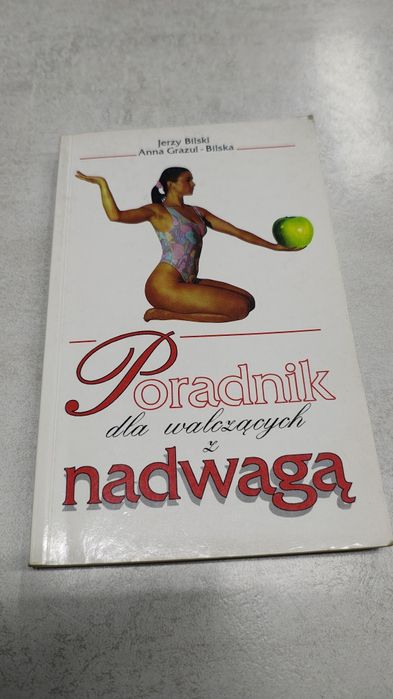 Jerzy Bilski
Anna Grazul - Bilska
Poradnik
dla walczących
z
nadwagą